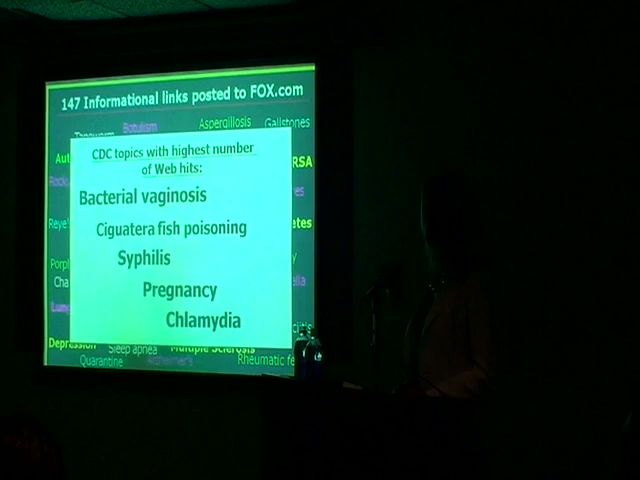 147 Informational links posted to FOX.com
Botulism Aspergillosis Gallstones
CDC topics with highest number
of Web hits:
Bacterial vaginosis
Ciguatera fish poisoning
Syphilis
Pregnancy
Chlamydia
Depression Sleep apnea Multiple Sclerosis
Quarantine Alzheimer's Rheumatic fe